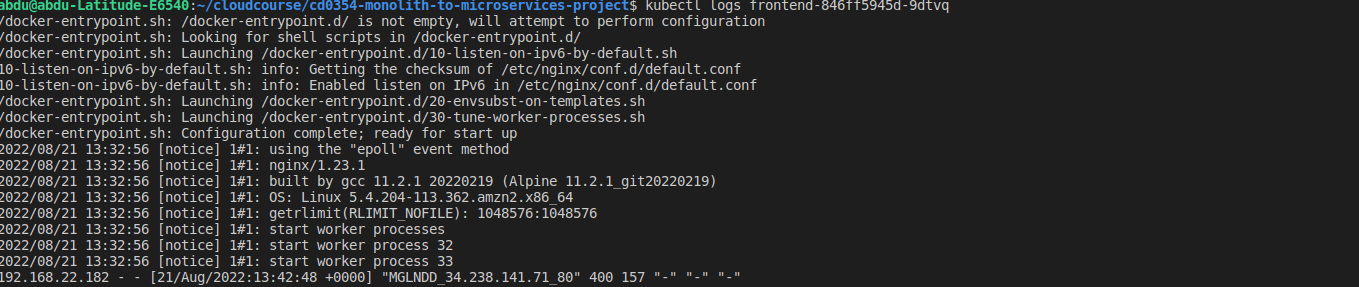 abdu@abdu-Latitude-E6540:~/cloudcourse/cd0354-monolith-to-microservices-project$ kubectl logs frontend-846ff5945d-9dtvq
/docker-entrypoint.sh: /docker-entrypoint.d/ is not empty, will attempt to perform configuration
/docker-entrypoint.sh: Looking for shell scripts in /docker-entrypoint.d/
/docker-entrypoint.sh: Launching /docker-entrypoint.d/10-listen-on-ipv6-by-default.sh
10-listen-on-ipv6-by-default.sh: info: Getting the checksum of /etc/nginx/conf.d/default.conf
10-listen-on-ipv6-by-default.sh: info: Enabled listen on IPv6 in /etc/nginx/conf.d/default.conf
/docker-entrypoint.sh: Launching /docker-entrypoint.d/20-envsubst-on-templates.sh
/docker-entrypoint.sh: Launching /docker-entrypoint.d/30-tune-worker-processes.sh
/docker-entrypoint.sh: Configuration complete; ready for start up
2022/08/21 13:32:56 [notice] 1#1: using the "epoll" event method
2022/08/21 13:32:56 [notice] 1#1: nginx/1.23.1
2022/08/21 13:32:56 [notice] 1#1: built by gcc 11.2.1 20220219 (Alpine 11.2.1_git20220219)
2022/08/21 13:32:56 [notice] 1#1: OS: Linux 5.4.204-113.362.amzn2.x86_64
2022/08/21 13:32:56 [notice] 1#1: getrlimit(RLIMIT_NOFILE): 1048576:1048576
2022/08/21 13:32:56 [notice] 1#1: start worker processes
2022/08/21 13:32:56 [notice] 1#1: start worker process 32
2022/08/21 13:32:56 [notice] 1#1: start worker process 33
192.168.22.182 - - [21/Aug/2022:13:42:48 +0000] "MGLNDD_34.238.141.71_80" 400 157 "-" "-" "-"